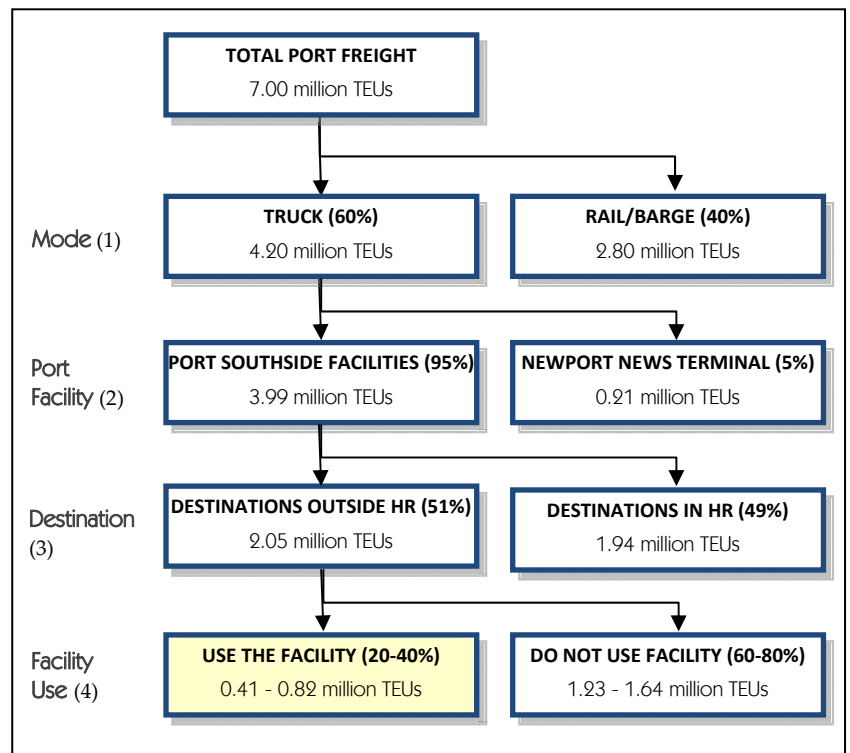 TOTAL PORT FREIGHT
7.00 million TEUs
Mode (1)
TRUCK (60%)
4.20 million TEUs
RAIL/BARGE (40%)
2.80 million TEUs
Port
Facility (2)
PORT SOUTHSIDE FACILITIES (95%)
3.99 million TEUs
NEWPORT NEWS TERMINAL (5%)
0.21 million TEUs
Destination
(3)
DESTINATIONS OUTSIDE HR (51%)
2.05 million TEUs
DESTINATIONS IN HR (49%)
1.94 million TEUs
Facility
Use (4)
USE THE FACILITY (20-40%)
0.41 - 0.82 million TEUs
DO NOT USE FACILITY (60-80%)
1.23 - 1.64 million TEUs